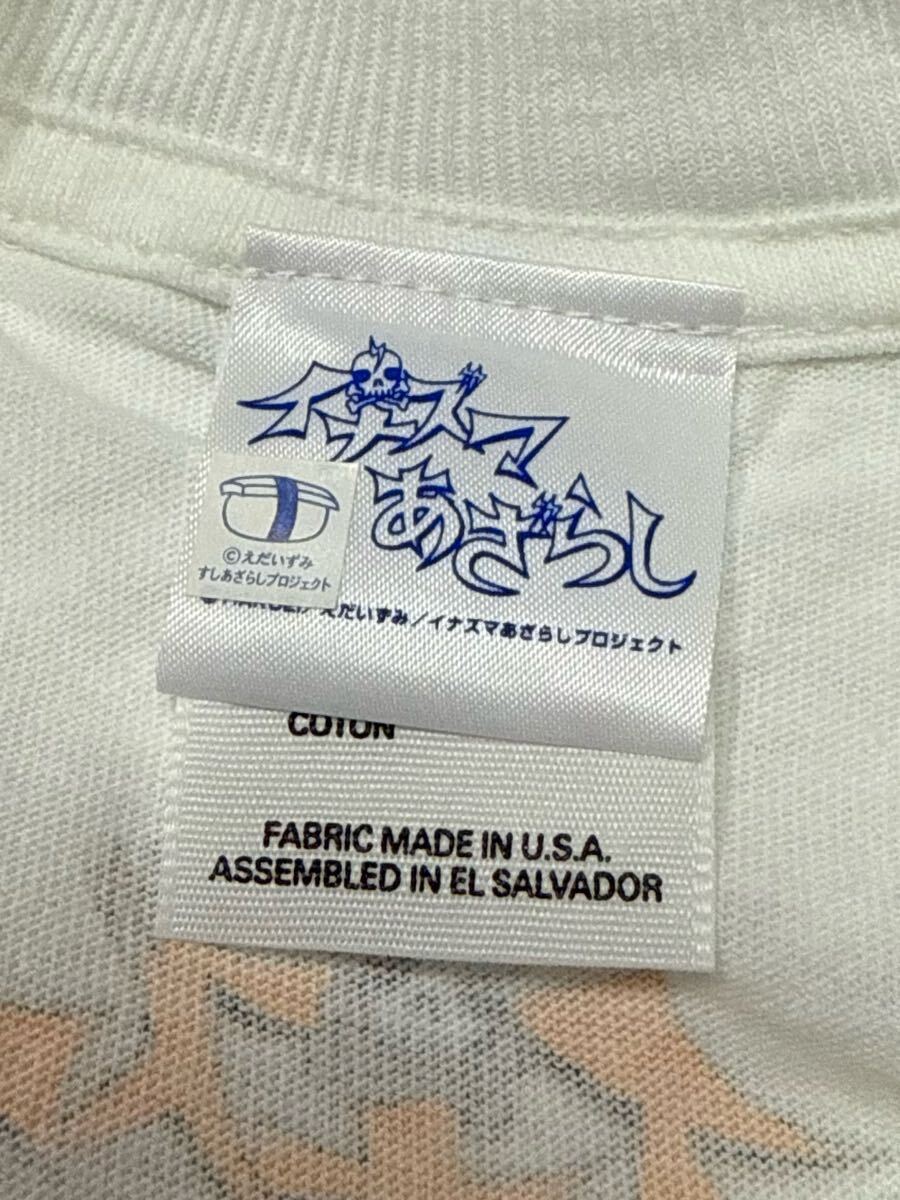 イナズマ
あざらし
©えだいずみ
すしあざらしプロジェクト
えだいずみ／イナズマあざらしプロジェクト
COTON
FABRIC MADE IN U.S.A.
ASSEMBLED IN EL SALVADOR